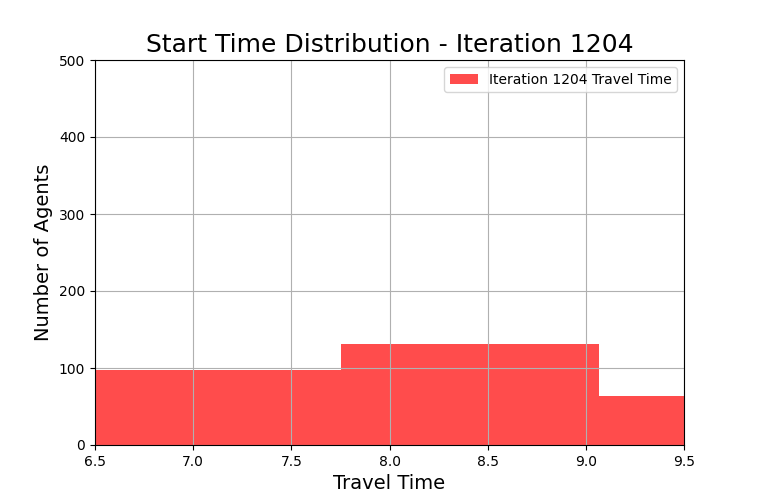 Start Time Distribution - Iteration 1204
Iteration 1204 Travel Time
Number of Agents
500
400
300
200
100
0
6.5 7.0 7.5 8.0 8.5 9.0 9.5
Travel Time